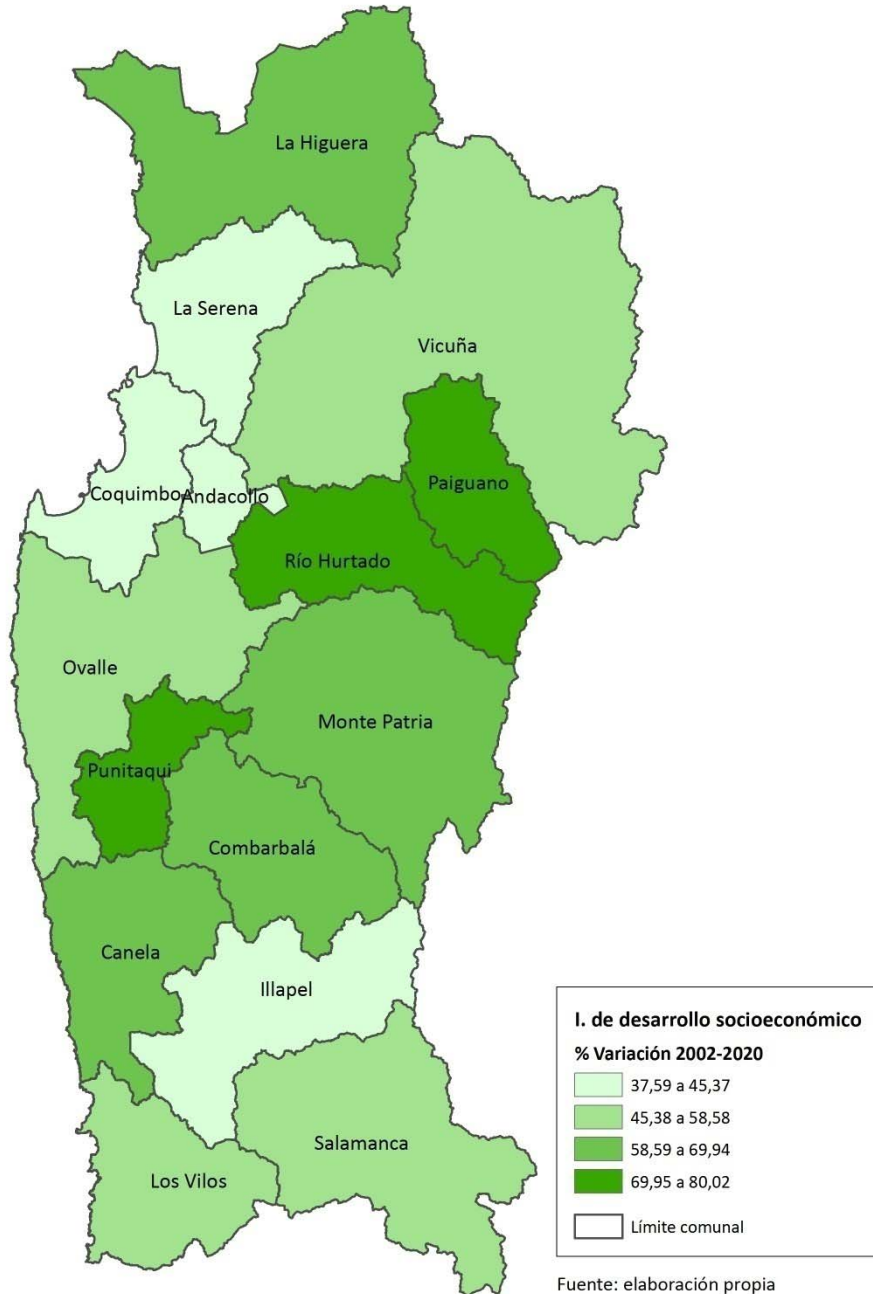 La Higuera
La Serena
Vicuña
Coquimbo
Andacollo
Paiguano
Río Hurtado
Ovalle
Monte Patria
Punitaqui
Combarbalá
Canela
Illapel
Salamanca
Los Vilos
I. de desarrollo socioeconómico
% Variación 2002-2020
37,59 a 45,37
45,38 a 58,58
58,59 a 69,94
69,95 a 80,02
Límite comunal
Fuente: elaboración propia